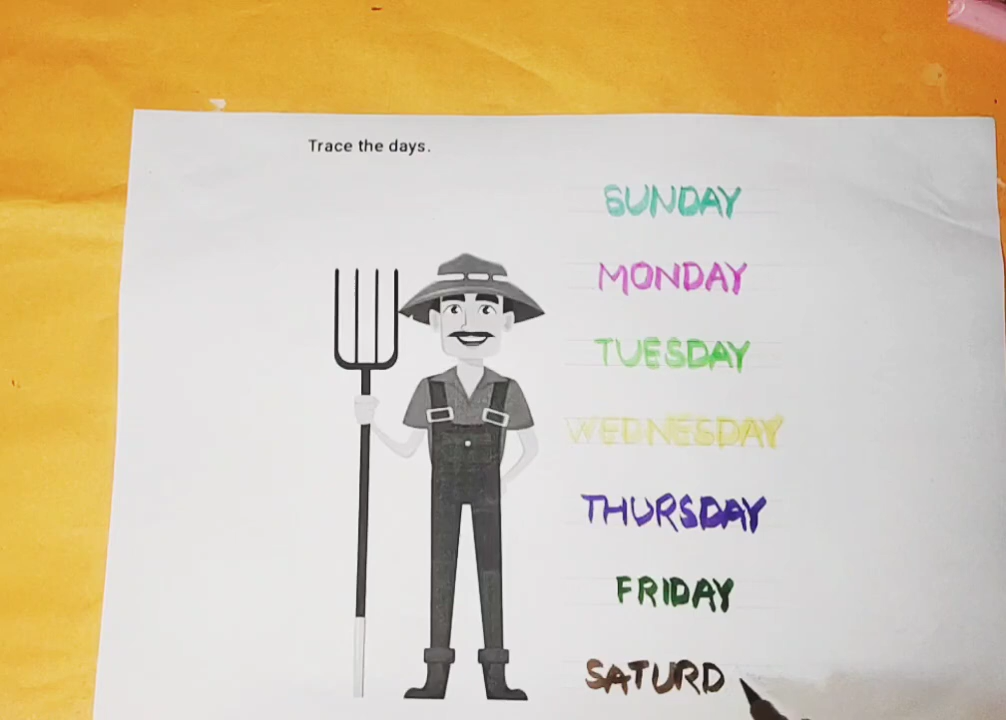 Trace the days.
SUNDAY
MONDAY
TUESDAY
WEDNESDAY
THURSDAY
FRIDAY
SATURD